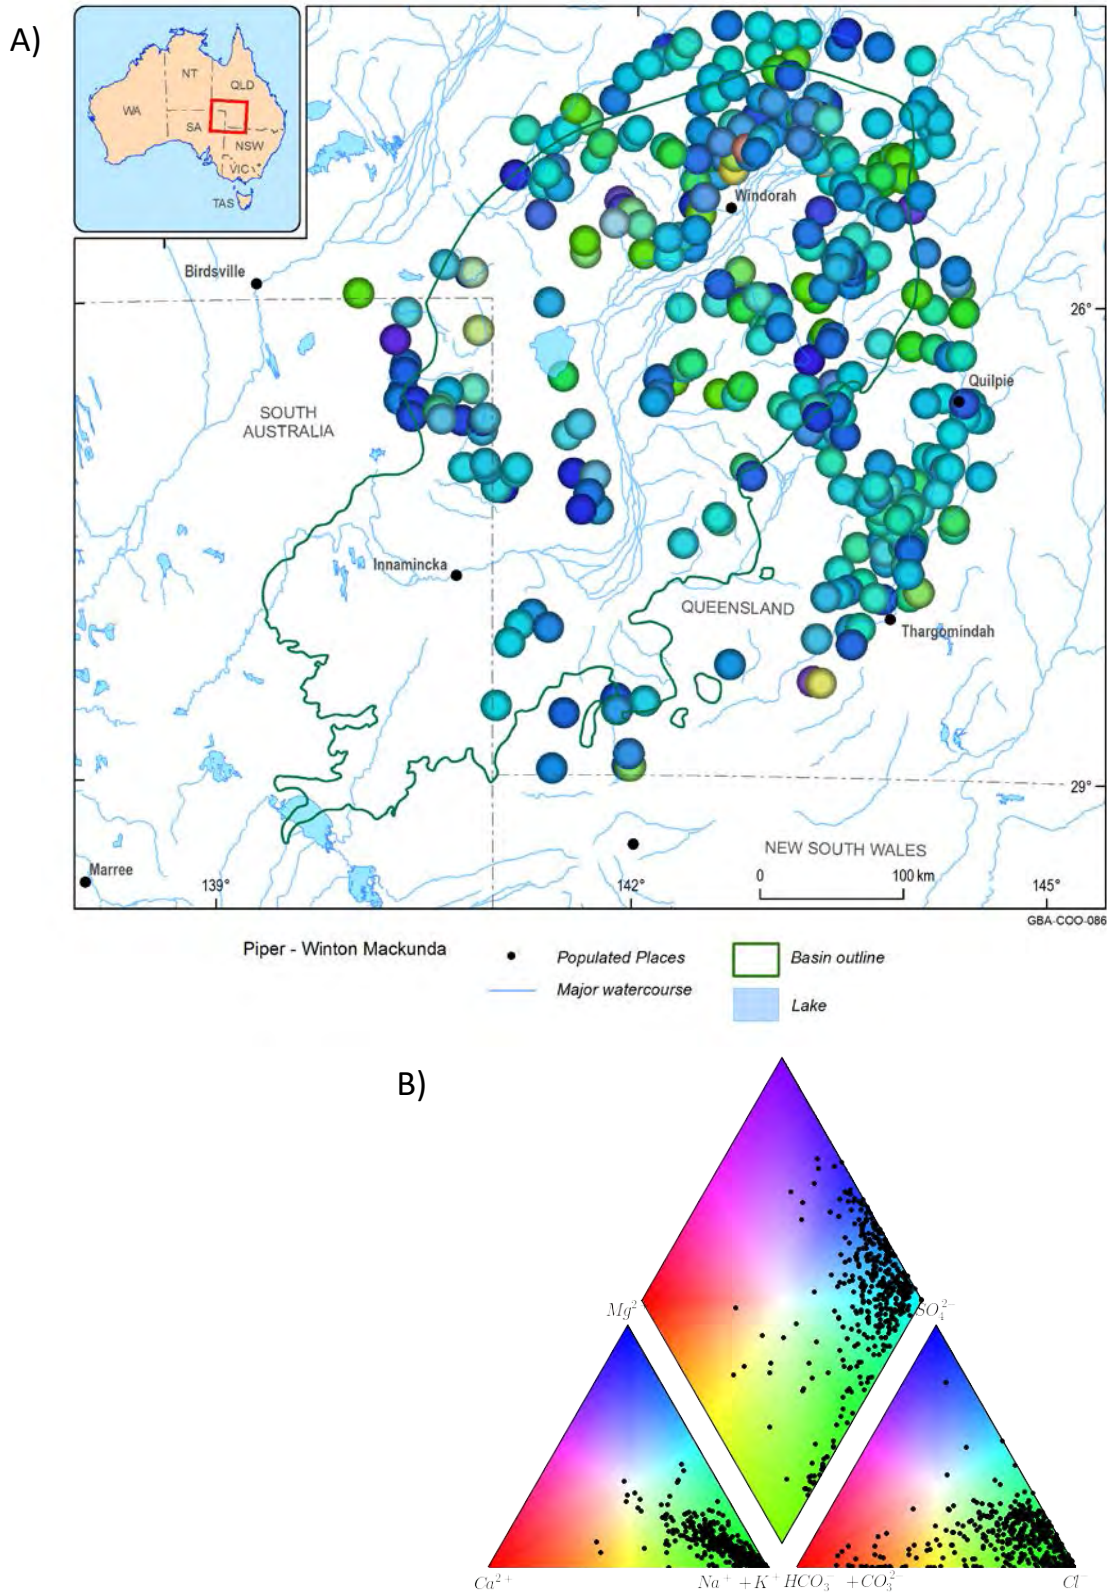 A)
NT
QLD
WA
SA
NSW
VIC
TAS
Windorah
Birdsville
26°
Quilpie
SOUTH
AUSTRALIA
Innamincka
QUEENSLAND
Thargomindah
29°
NEW SOUTH WALES
Marree
139°
142°
0
100 km
145°
GBA-COO-086
Piper - Winton Mackunda
Populated Places
Basin outline
Major watercourse
Lake
B)
Mg²
SO₄²⁻
Ca²⁺
Na⁺ + K⁺
HCO₃⁻ + CO₃²⁻
Cl⁻